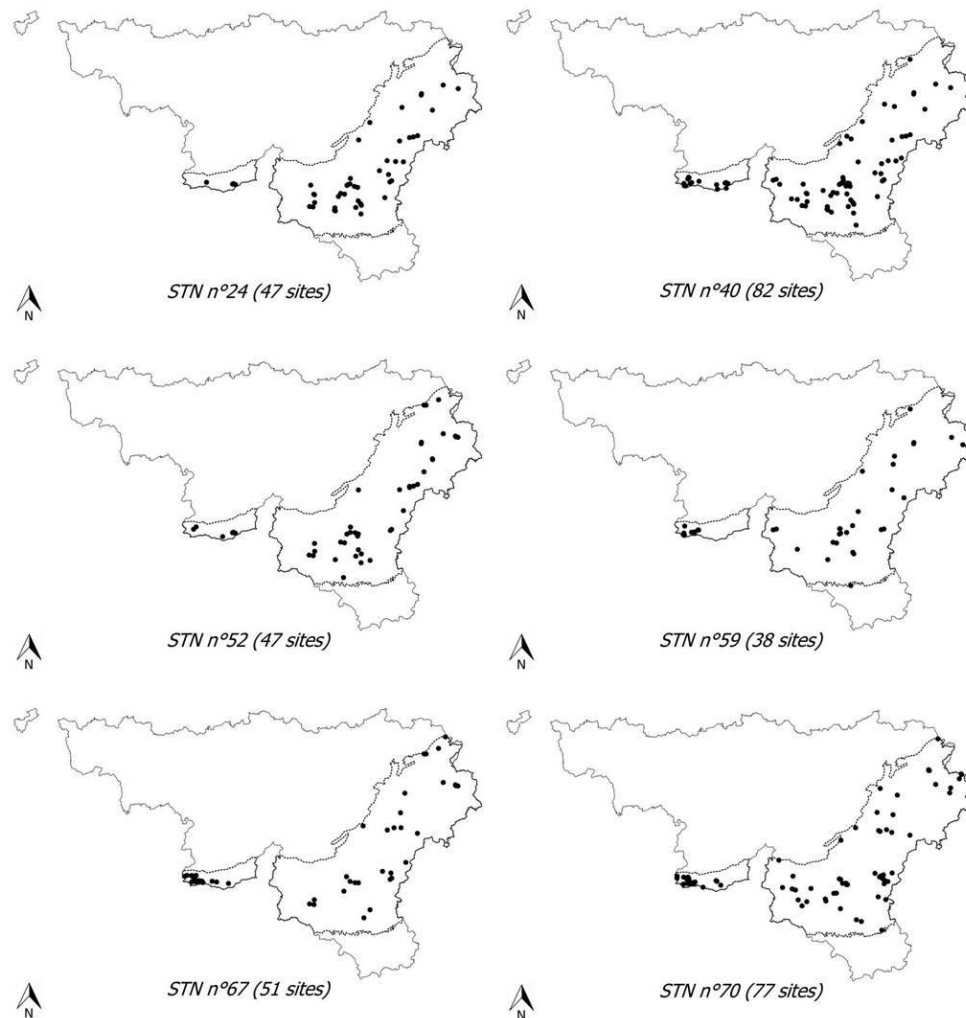 N
STN n°24 (47 sites)
N
STN n°40 (82 sites)
N
STN n°52 (47 sites)
N
STN n°59 (38 sites)
N
STN n°67 (51 sites)
N
STN n°70 (77 sites)